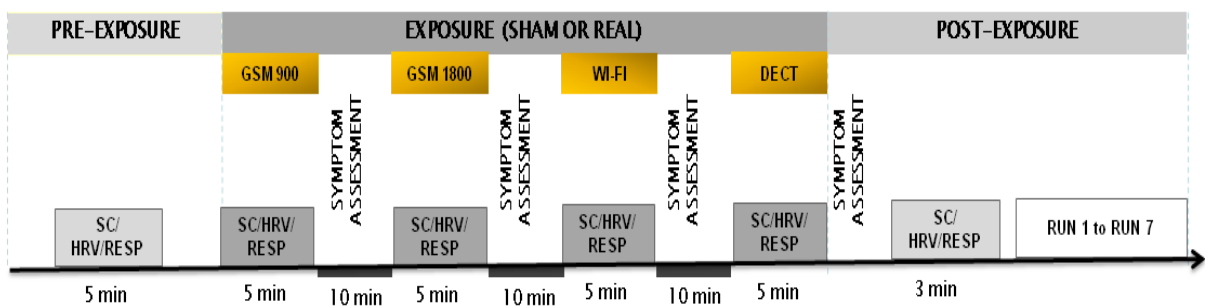 PRE-EXPOSURE
EXPOSURE (SHAM OR REAL)
POST-EXPOSURE
GSM 900
GSM 1800
WI-FI
DECT
SYMPTOM
ASSESSMENT
SYMPTOM
ASSESSMENT
SYMPTOM
ASSESSMENT
SYMPTOM
ASSESSMENT
SC/
HRV/RESP
SC/HRV/
RESP
SC/HRV/
RESP
SC/HRV/
RESP
SC/HRV/
RESP
SC/
HRV/RESP
RUN 1 to RUN 7
5 min
5 min
10 min
5 min
10 min
5 min
10 min
5 min
3 min